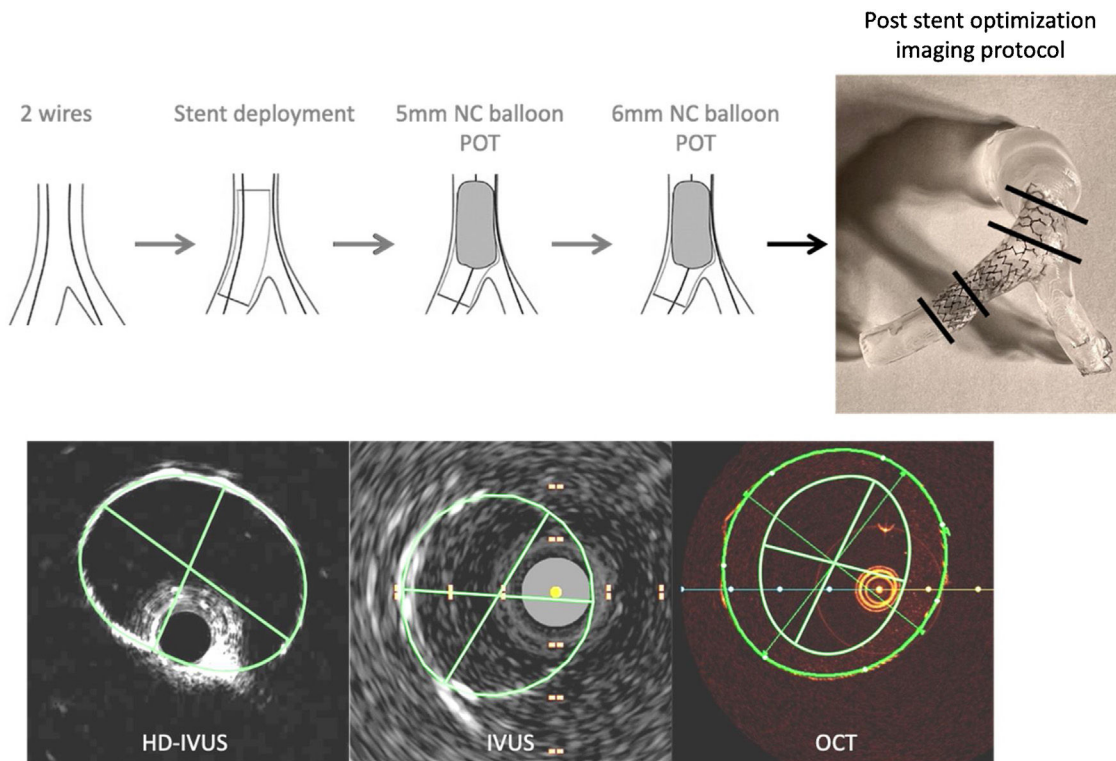 Post stent optimization
imaging protocol
2 wires
Stent deployment
5mm NC balloon
POT
6mm NC balloon
POT
HD-IVUS
IVUS
OCT